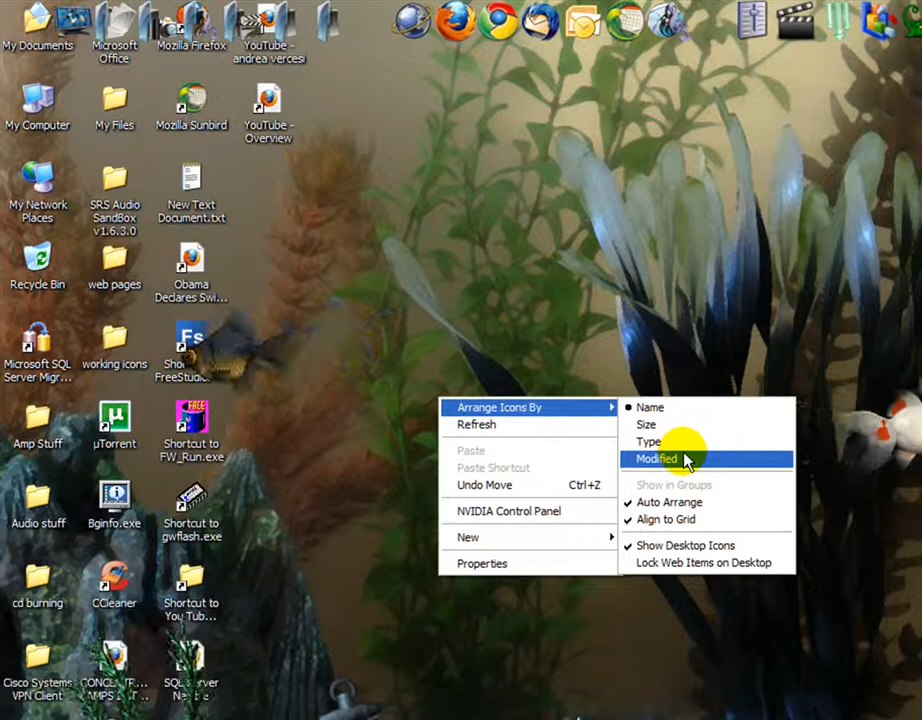 My Documents
Microsoft
Office
Mozilla Firefox
YouTube -
andrea vercesi
My Computer
My Files
Mozilla Sunbird
YouTube -
Overview
My Network
Places
SRS Audio
SandBox
v1.6.3.0
New Text
Document.txt
Recycle Bin
web pages
Obama
Declares Swi...
Microsoft SQL
Server Migr...
working icons
Fs
FreeStudio.
Amp Stuff
µTorrent
FACE
Shortcut to
FW_Run.exe
Audio stuff
Bginfo.exe
Shortcut to
gwflash.exe
cd burning
CCleaner
Shortcut to
You Tub...
Cisco Systems
VPN Client
Arrange Icons By
Refresh
Paste
Paste Shortcut
Undo Move Ctrl+Z
NVIDIA Control Panel
New
Properties
Name
Size
Type
Modified
Show in Groups
Auto Arrange
Align to Grid
Show Desktop Icons
Lock Web Items on Desktop